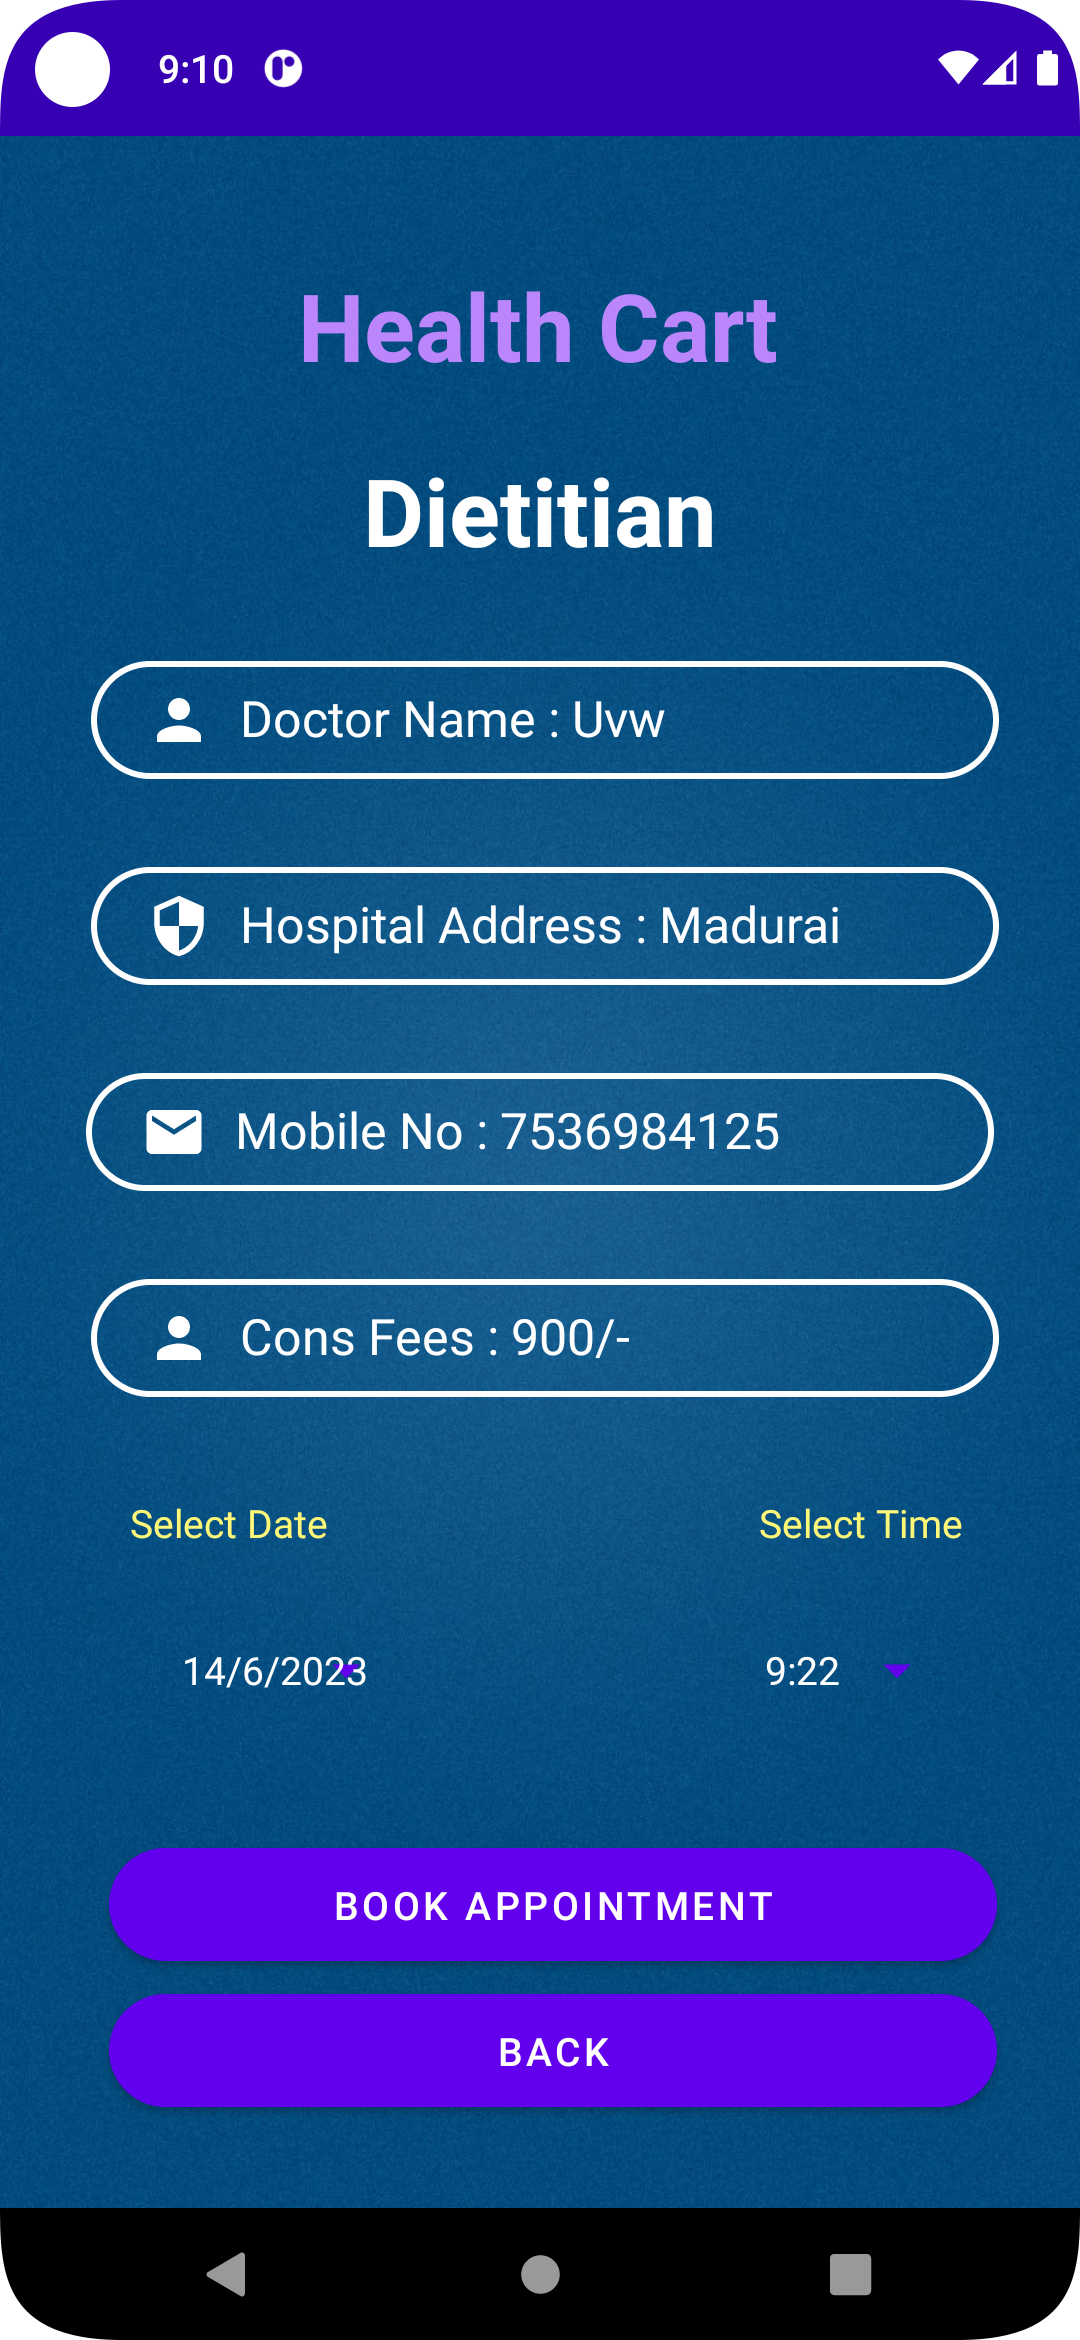 9:10
Health Cart
Dietitian
Doctor Name : Uvw
Hospital Address : Madurai
Mobile No : 7536984125
Cons Fees : 900/-
Select Date Select Time
14/6/2023 9:22
BOOK APPOINTMENT
BACK